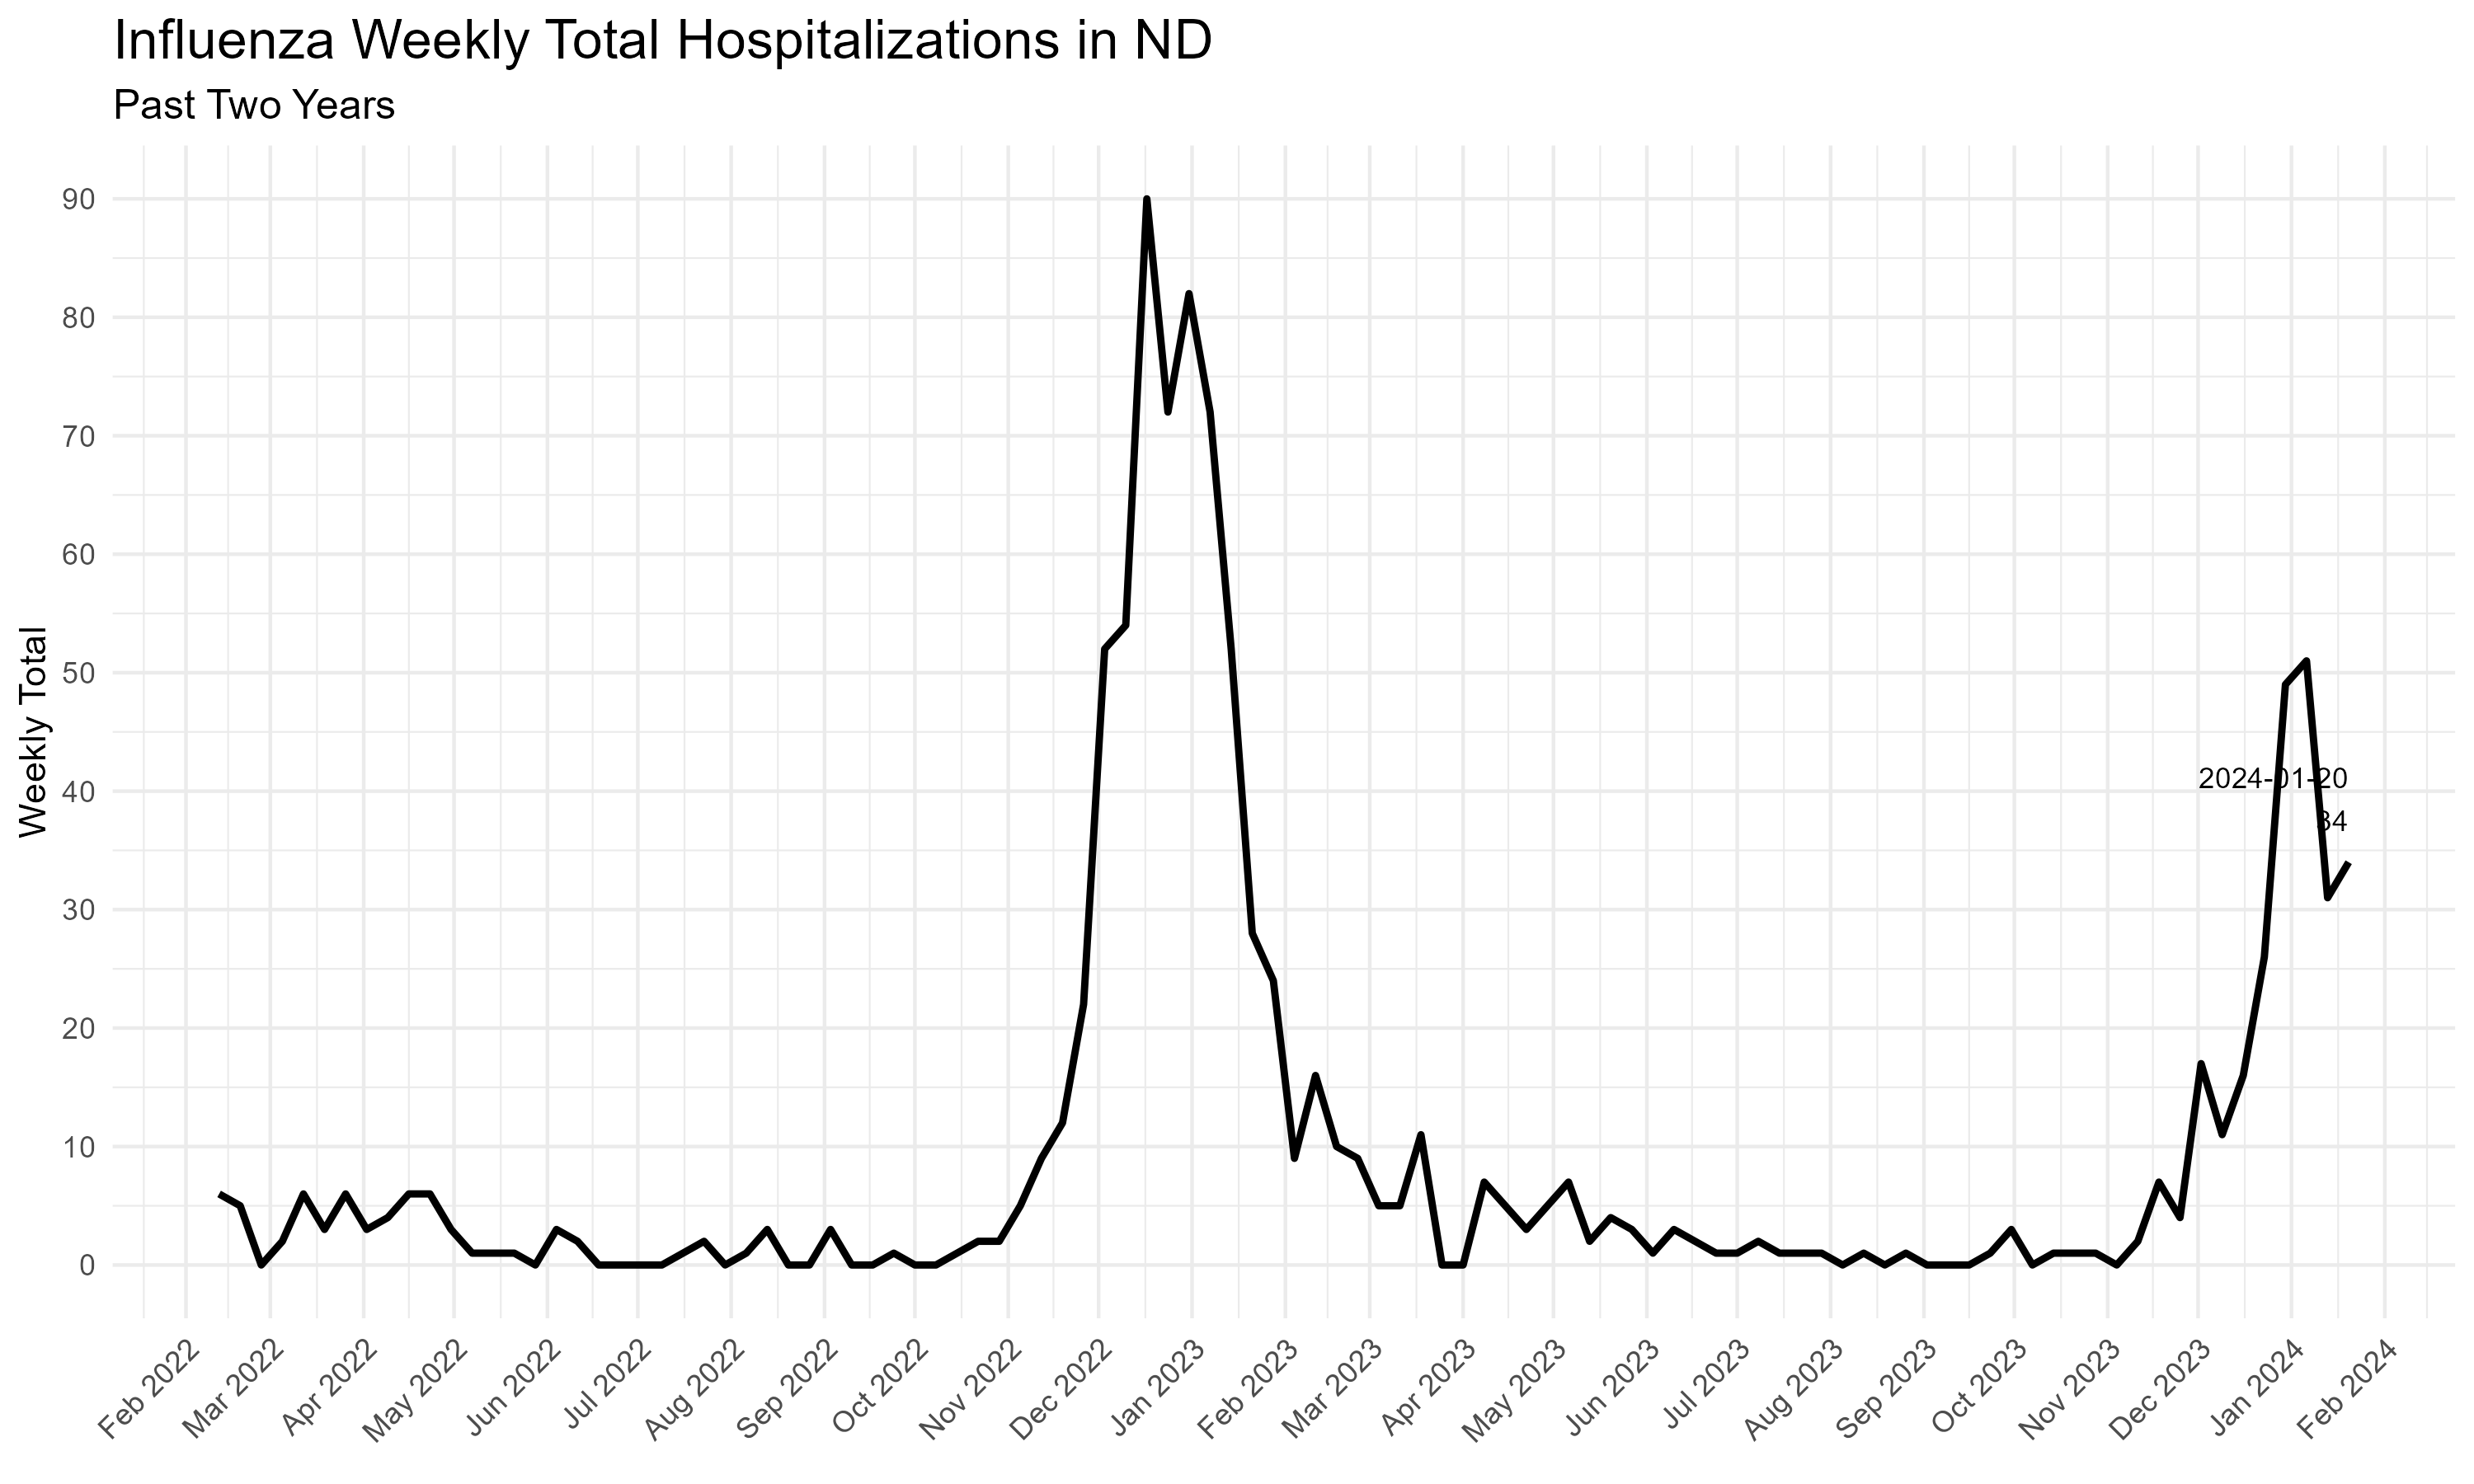 Influenza Weekly Total Hospitalizations in ND
Past Two Years
Weekly Total
90
80
70
60
50
40
30
20
10
0
2024-01-20
34
Feb 2022
Mar 2022
Apr 2022
May 2022
Jun 2022
Jul 2022
Aug 2022
Sep 2022
Oct 2022
Nov 2022
Dec 2022
Jan 2023
Feb 2023
Mar 2023
Apr 2023
May 2023
Jun 2023
Jul 2023
Aug 2023
Sep 2023
Oct 2023
Nov 2023
Dec 2023
Jan 2024
Feb 2024